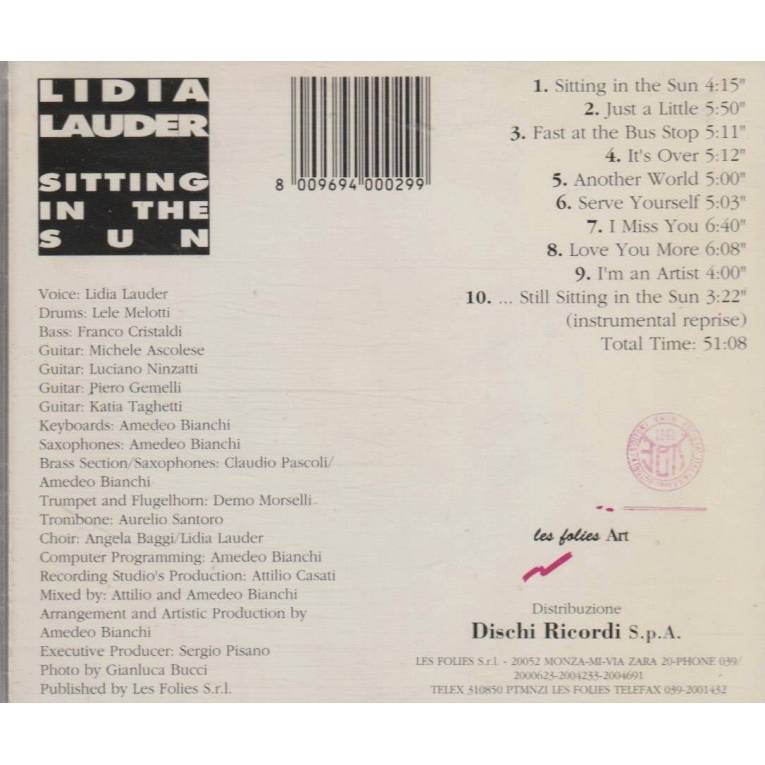 LIDIA
LAUDER
SITTING
IN THE
SUN
8 009694 000299
1. Sitting in the Sun 4:15"
2. Just a Little 5:50"
3. Fast at the Bus Stop 5:11"
4. It's Over 5:12"
5. Another World 5:00"
6. Serve Yourself 5:03"
7. I Miss You 6:40"
8. Love You More 6:08"
9. I'm an Artist 4:00"
10. ... Still Sitting in the Sun 3:22"
(instrumental reprise)
Total Time: 51:08
Voice: Lidia Lauder
Drums: Lele Melotti
Bass: Franco Cristaldi
Guitar: Michele Ascolese
Guitar: Luciano Ninzatti
Guitar: Piero Gemelli
Guitar: Katia Taghetti
Keyboards: Amedeo Bianchi
Saxophones: Amedeo Bianchi
Brass Section/Saxophones: Claudio Pascoli/
Amedeo Bianchi
Trumpet and Flugelhorn: Demo Morselli
Trombone: Aurelio Santoro
Choir: Angela Baggi/Lidia Lauder
Computer Programming: Amedeo Bianchi
Recording Studio's Production: Attilio Casati
Mixed by: Attilio and Amedeo Bianchi
Arrangement and Artistic Production by
Amedeo Bianchi
Executive Producer: Sergio Pisano
Photo by Gianluca Bucci
Published by Les Folies S.r.l.
les folies Art
Distribuzione
Dischi Ricordi S.p.A.
LES FOLIES S.r.l. - 20052 MONZA-MI-VIA ZARA 20-PHONE 039/
2000623-2004233-2004691
TELEX 310850 PTMNZI LES FOLIES TELEFAX 039-2001432